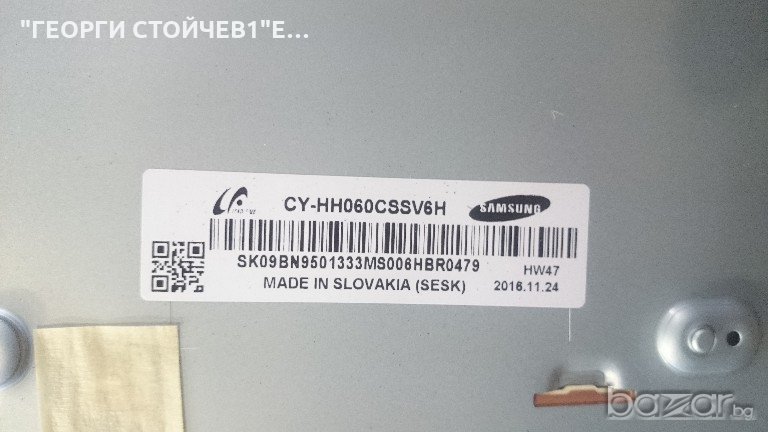 "ГЕОРГИ СТОЙЧЕВ1"Е...
CY-HH060CSSV6H
SAMSUNG
SK09BN9501333MS006HBR0479
HW47
MADE IN SLOVAKIA (SESK)
2016.11.24
bazar.bg